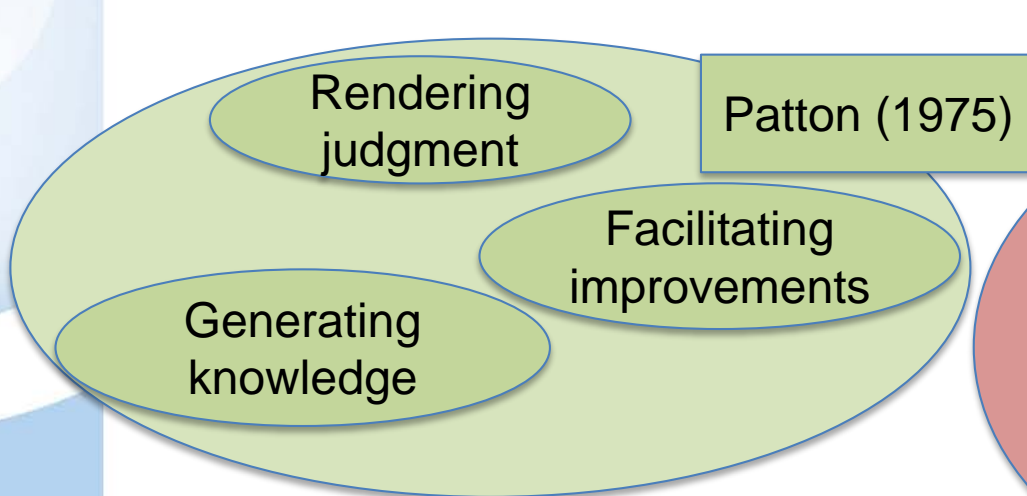 Rendering
judgment
Patton (1975)
Facilitating
improvements
Generating
knowledge